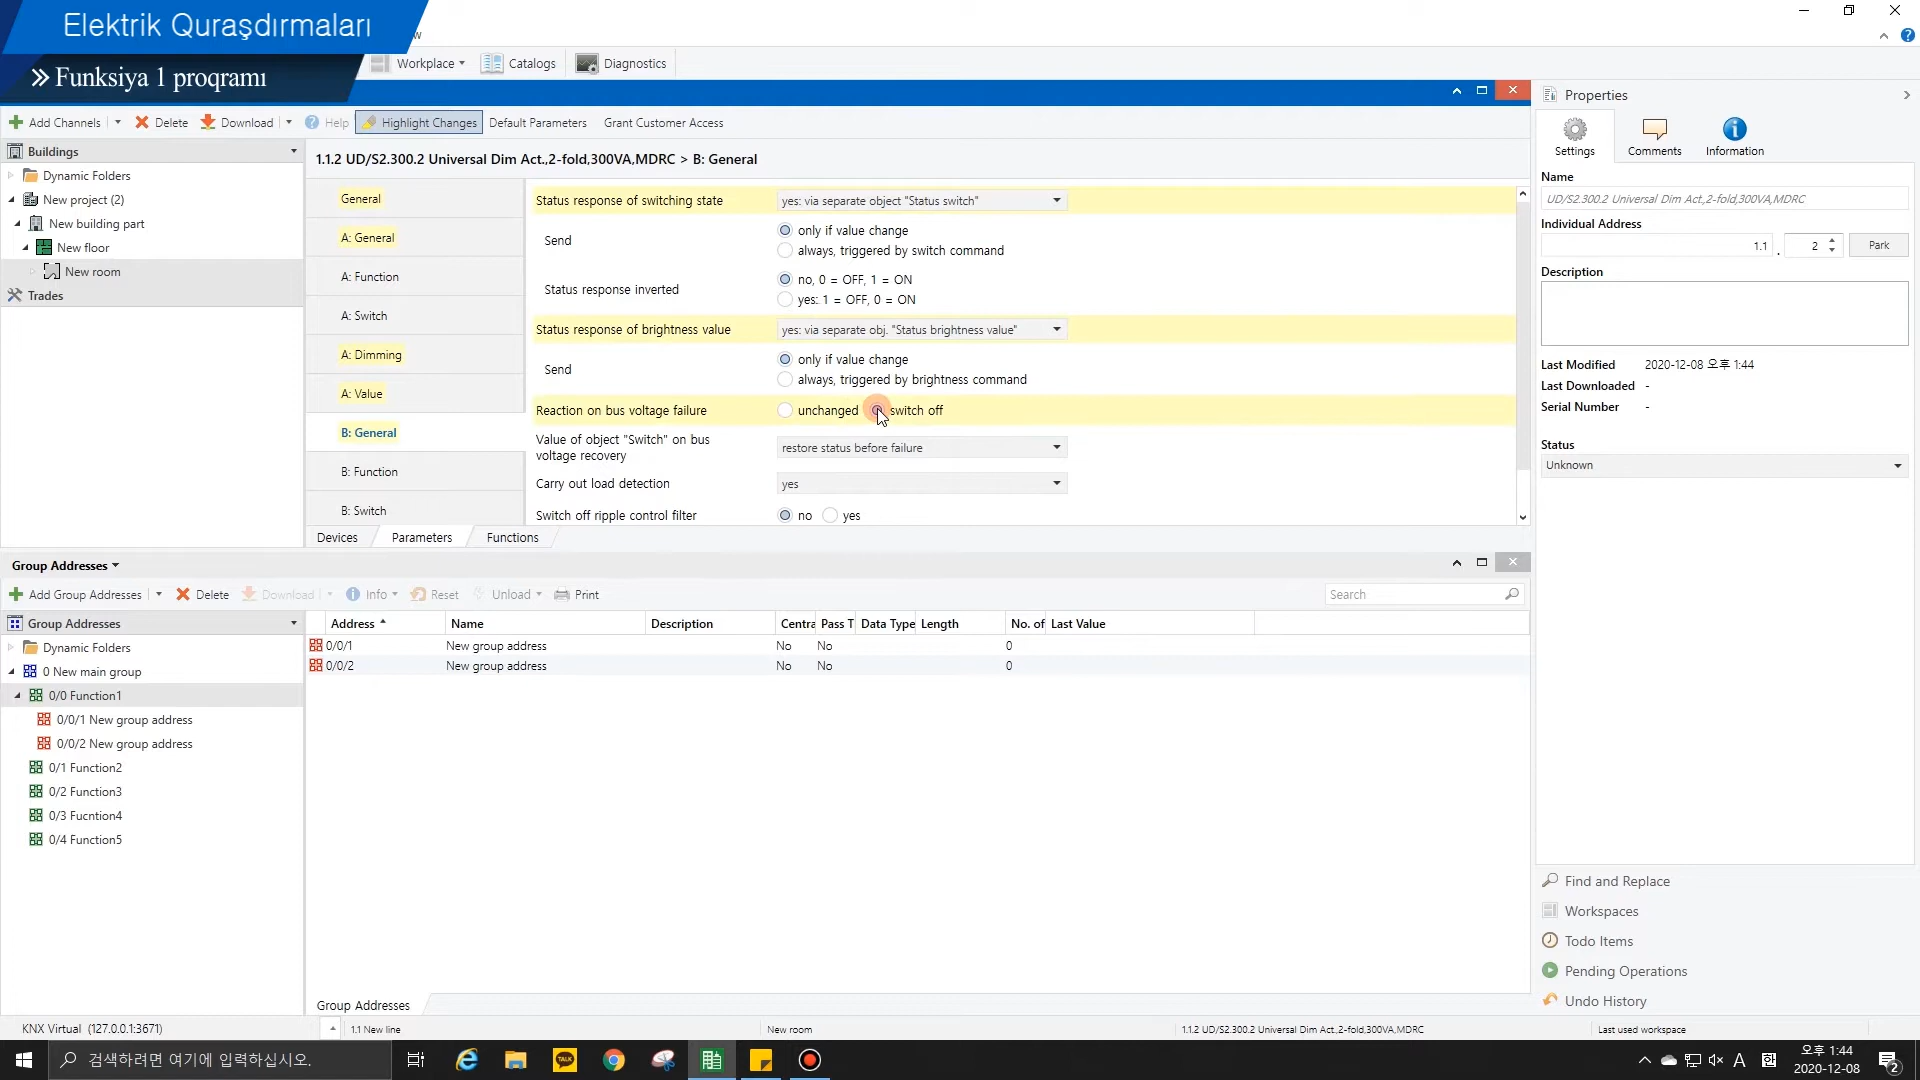 Elektrik Quraşdırmaları
Funksiya 1 proqramı
Workplace
Catalogs
Diagnostics
Add Channels
Delete
Download
Help
Highlight Changes
Default Parameters
Grant Customer Access
Buildings
Dynamic Folders
New project (2)
New building part
New floor
New room
Trades
1.1.2 UD/S2.300.2 Universal Dim Act.,2-fold,300VA,MDRC > B: General
General
A: General
A: Function
A: Switch
A: Dimming
A: Value
B: General
B: Function
B: Switch
Status response of switching state
yes: via separate object "Status switch"
Send
only if value change
always, triggered by switch command
Status response inverted
no, 0 = OFF, 1 = ON
yes: 1 = OFF, 0 = ON
Status response of brightness value
yes: via separate obj. "Status brightness value"
Send
only if value change
always, triggered by brightness command
Reaction on bus voltage failure
unchanged
switch off
Value of object "Switch" on bus
voltage recovery
restore status before failure
Carry out load detection
yes
Switch off ripple control filter
no
yes
Devices
Parameters
Functions
Properties
Settings
Comments
Information
Name
UD/S2.300.2 Universal Dim Act.,2-fold,300VA,MDRC
Individual Address
1.1 . 2
Park
Description
Last Modified 2020-12-08 오후 1:44
Last Downloaded -
Serial Number -
Status
Unknown
Find and Replace
Workspaces
Todo Items
Pending Operations
Undo History
Group Addresses
Add Group Addresses
Delete
Download
Info
Reset
Unload
Print
Search
Group Addresses
Dynamic Folders
0 New main group
0/0 Function1
0/0/1 New group address
0/0/2 New group address
0/1 Function2
0/2 Function3
0/3 Fucntion4
0/4 Function5
Address Name Description Centra Pass T Data Type Length No. of Last Value
0/0/1 New group address No No 0
0/0/2 New group address No No 0
Group Addresses
KNX Virtual (127.0.0.1:3671)
1.1 New line
New room
1.1.2 UD/S2.300.2 Universal Dim Act.,2-fold,300VA,MDRC
Last used workspace
검색하려면 여기에 입력하십시오.
TALK
A
오후 1:44
2020-12-08
2